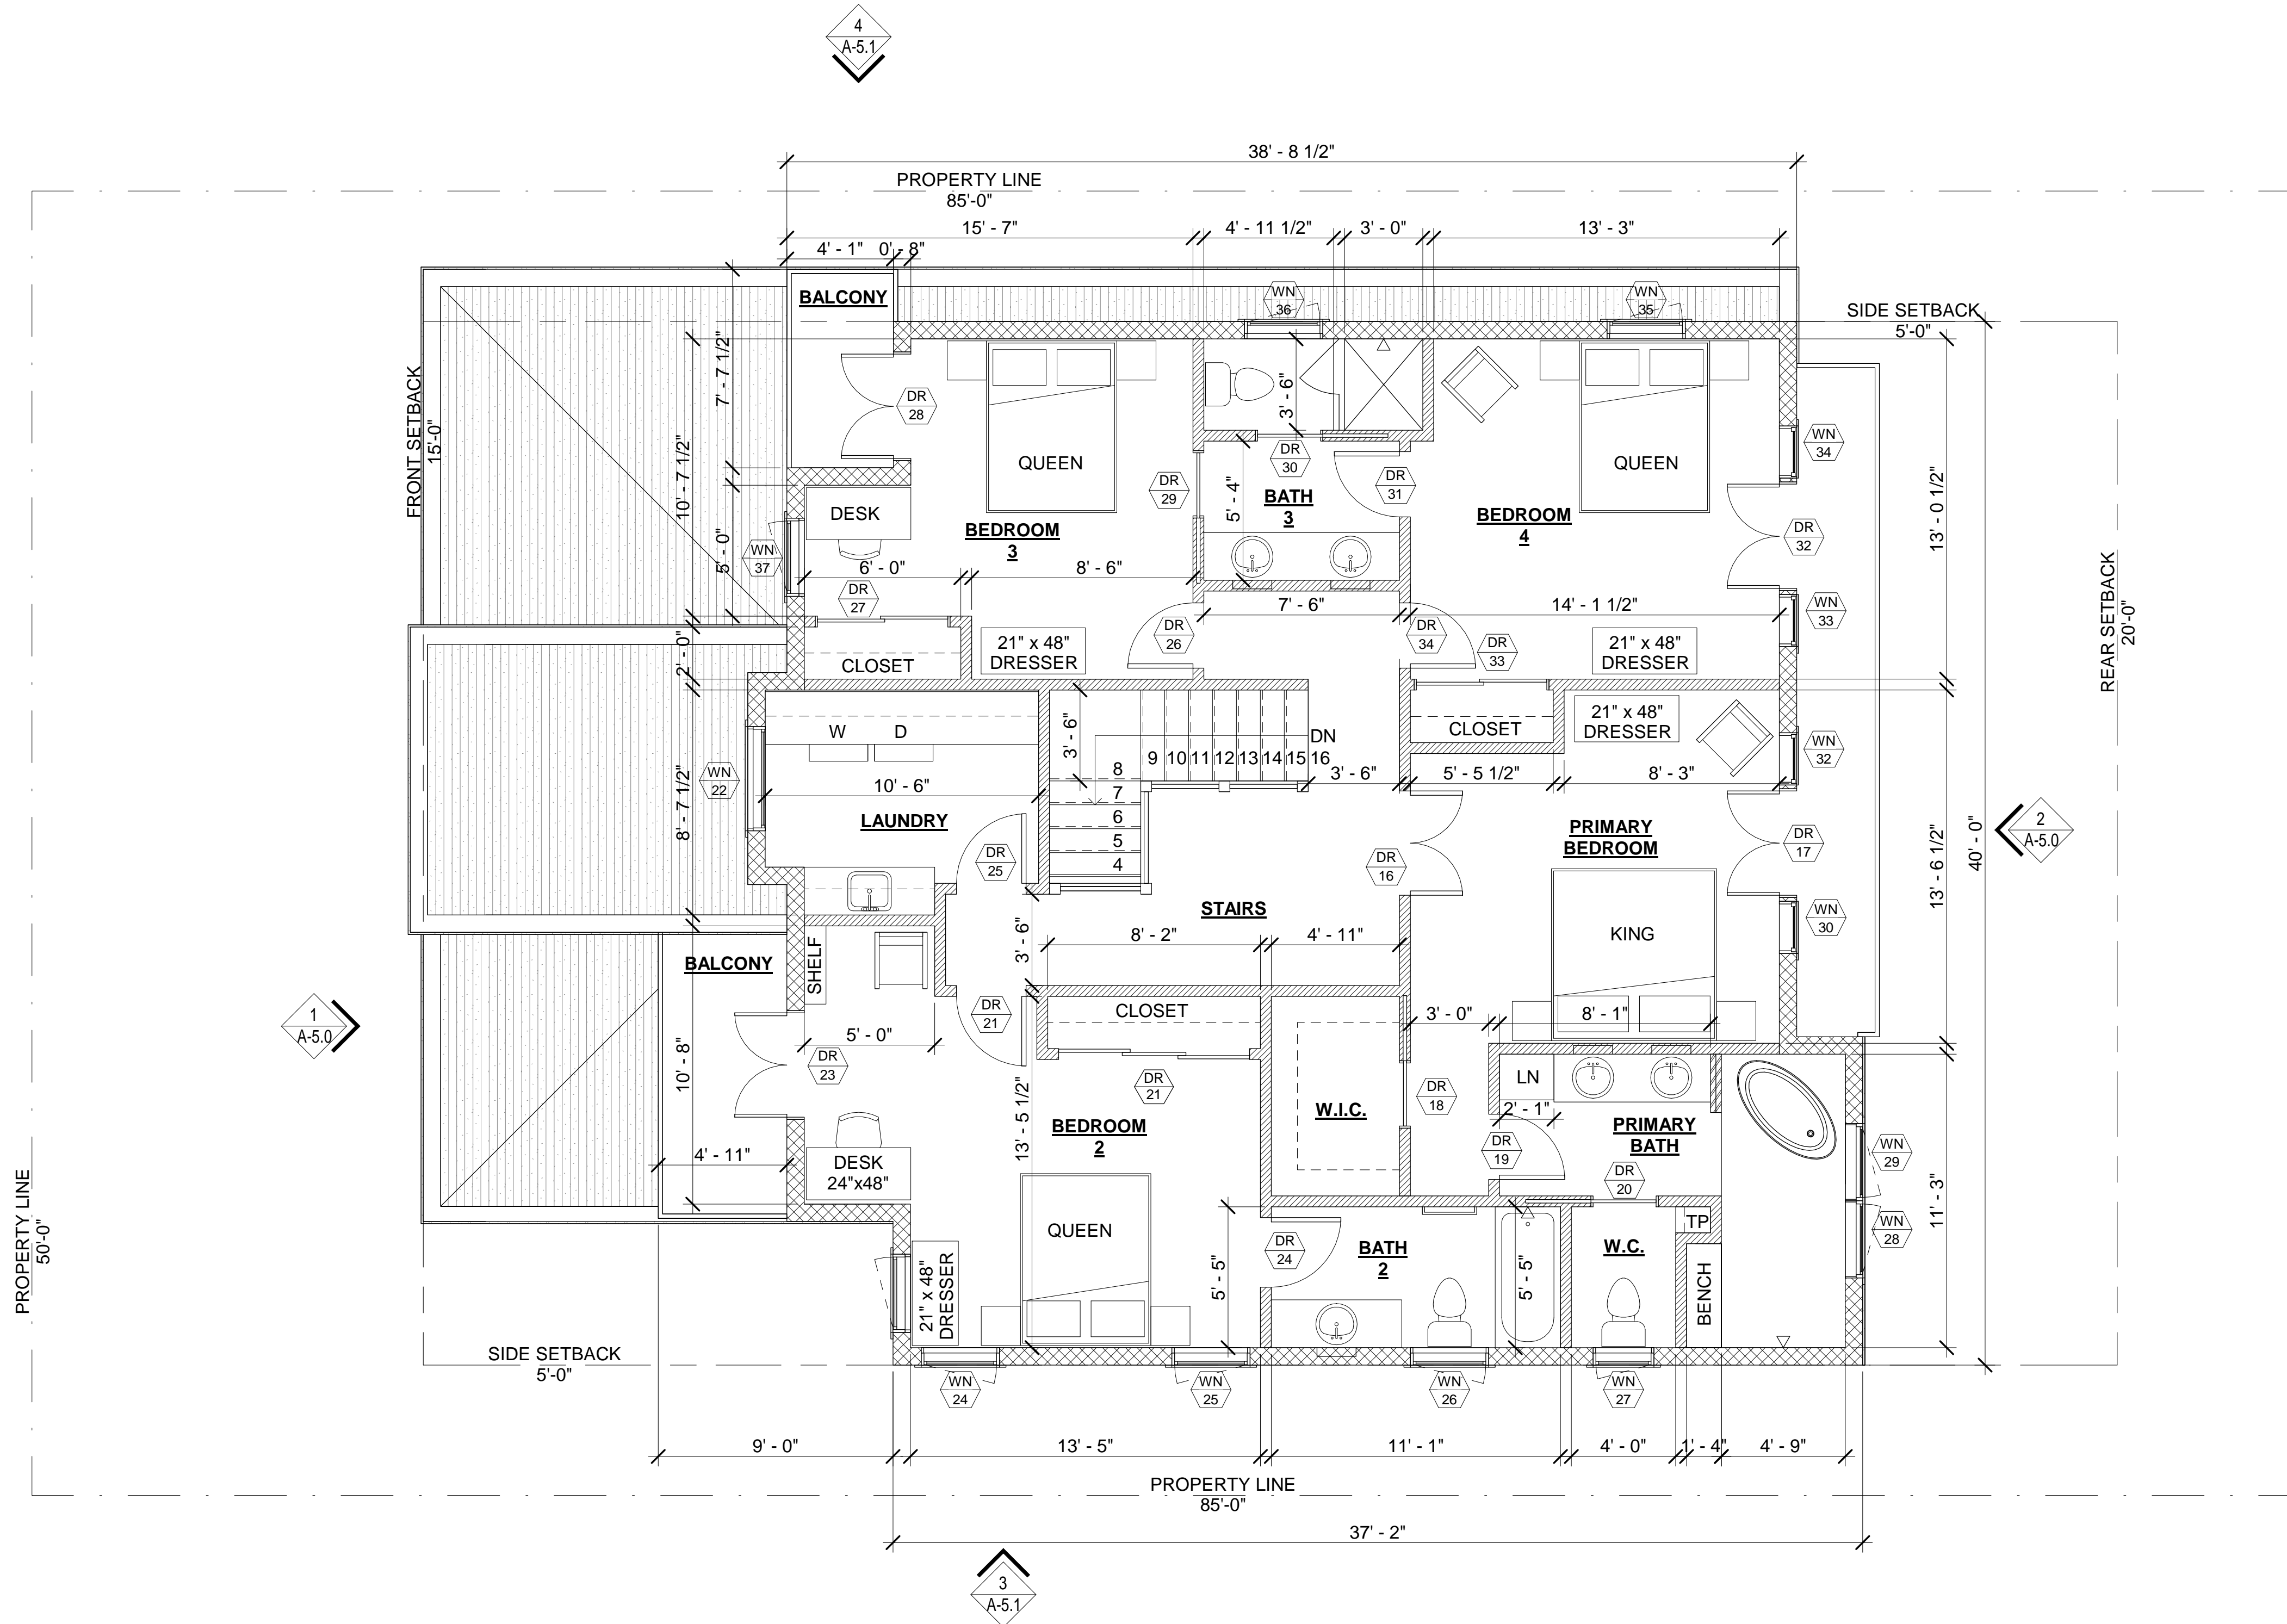 4
A-5.1
38' - 8 1/2"
PROPERTY LINE
85'-0"
15' - 7"
4' - 11 1/2"
3' - 0"
13' - 3"
4' - 1"
0' - 8"
BALCONY
WN
36
WN
35
SIDE SETBACK
5'-0"
FRONT SETBACK
15'-0"
7' - 7 1/2"
10' - 7 1/2"
DR
28
3' - 6"
QUEEN
QUEEN
WN
34
DR
30
DR
29
DR
31
BATH
3
5' - 4"
DESK
BEDROOM
3
BEDROOM
4
13' - 0 1/2"
DR
32
WN
37
5' - 0"
6' - 0"
8' - 6"
DR
27
7' - 6"
14' - 1 1/2"
WN
33
REAR SETBACK
20'-0"
DR
26
DR
34
DR
33
21" x 48"
DRESSER
21" x 48"
DRESSER
2' - 0"
CLOSET
W
D
3' - 6"
DN
9
10
11
12
13
14
15
16
8
7
6
5
4
CLOSET
21" x 48"
DRESSER
WN
32
WN
22
10' - 6"
3' - 6"
5' - 5 1/2"
8' - 3"
8' - 7 1/2"
LAUNDRY
PRIMARY
BEDROOM
DR
17
2
A-5.0
40' - 0"
DR
25
DR
16
13' - 6 1/2"
STAIRS
WN
30
KING
8' - 2"
4' - 11"
3' - 6"
BALCONY
SHELF
1
A-5.0
DR
21
CLOSET
3' - 0"
8' - 1"
5' - 0"
DR
23
10' - 8"
DR
21
DR
18
LN
13' - 5 1/2"
W.I.C.
2' - 1"
BEDROOM
2
PRIMARY
BATH
DR
19
WN
29
4' - 11"
DESK
24"x48"
DR
20
11' - 3"
PROPERTY LINE
50'-0"
QUEEN
TP
WN
28
DR
24
BATH
2
W.C.
5' - 5"
5' - 5"
BENCH
21" x 48"
DRESSER
SIDE SETBACK
5'-0"
WN
24
WN
25
WN
26
WN
27
9' - 0"
13' - 5"
11' - 1"
4' - 0"
1' - 4"
4' - 9"
PROPERTY LINE
85'-0"
37' - 2"
3
A-5.1